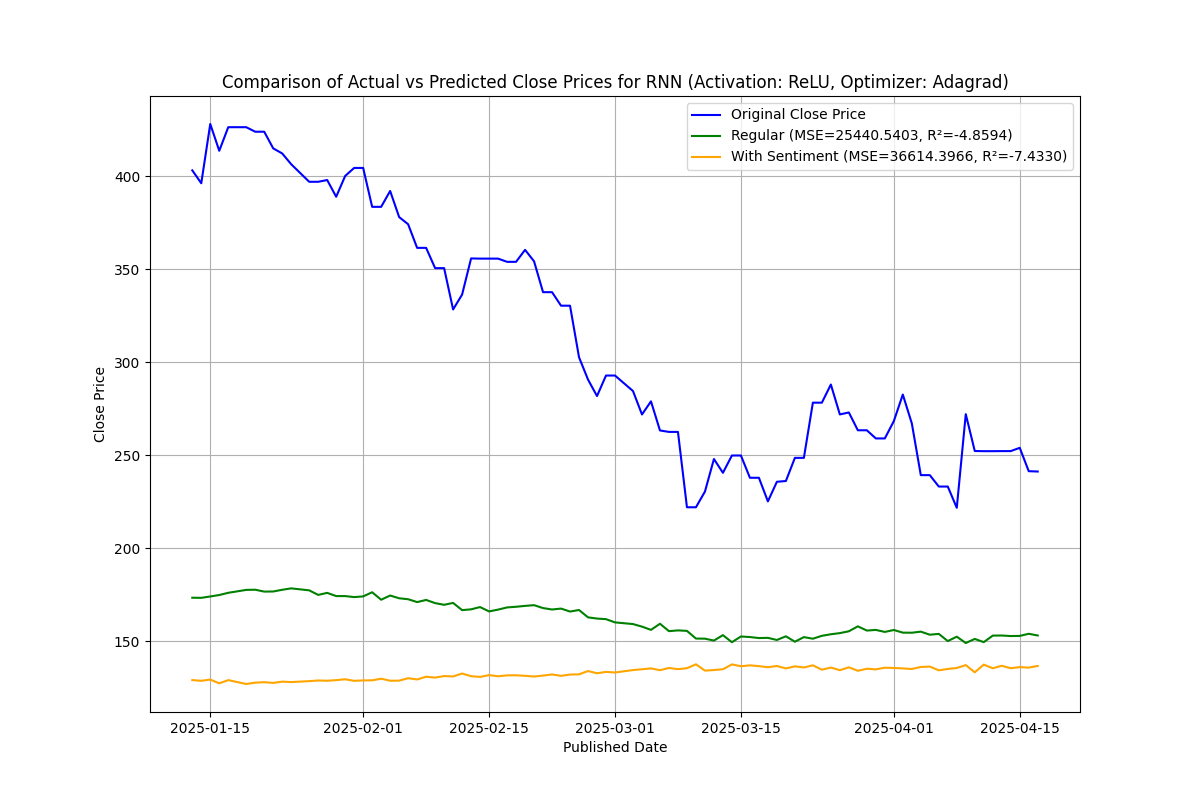 Comparison of Actual vs Predicted Close Prices for RNN (Activation: ReLU, Optimizer: Adagrad)
Original Close Price
Regular (MSE=25440.5403, R²=-4.8594)
With Sentiment (MSE=36614.3966, R²=-7.4330)
400
350
300
250
200
150
Close Price
2025-01-15 2025-02-01 2025-02-15 2025-03-01 2025-03-15 2025-04-01 2025-04-15
Published Date